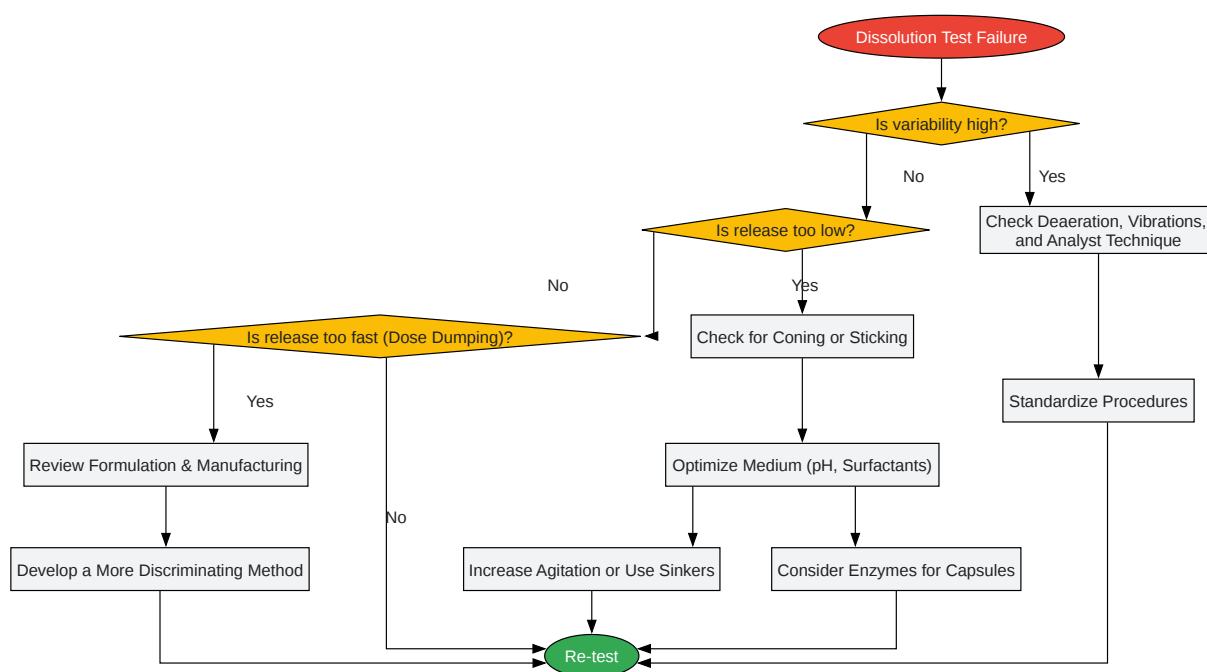 Dissolution Test Failure
Is variability high?
No
Yes
Is release too low?
Check Deaeration, Vibrations,
and Analyst Technique
No
Yes
Is release too fast (Dose Dumping)?
Check for Coning or Sticking
Yes
Standardize Procedures
Review Formulation & Manufacturing
Optimize Medium (pH, Surfactants)
No
Develop a More Discriminating Method
Increase Agitation or Use Sinkers
Consider Enzymes for Capsules
Re-test